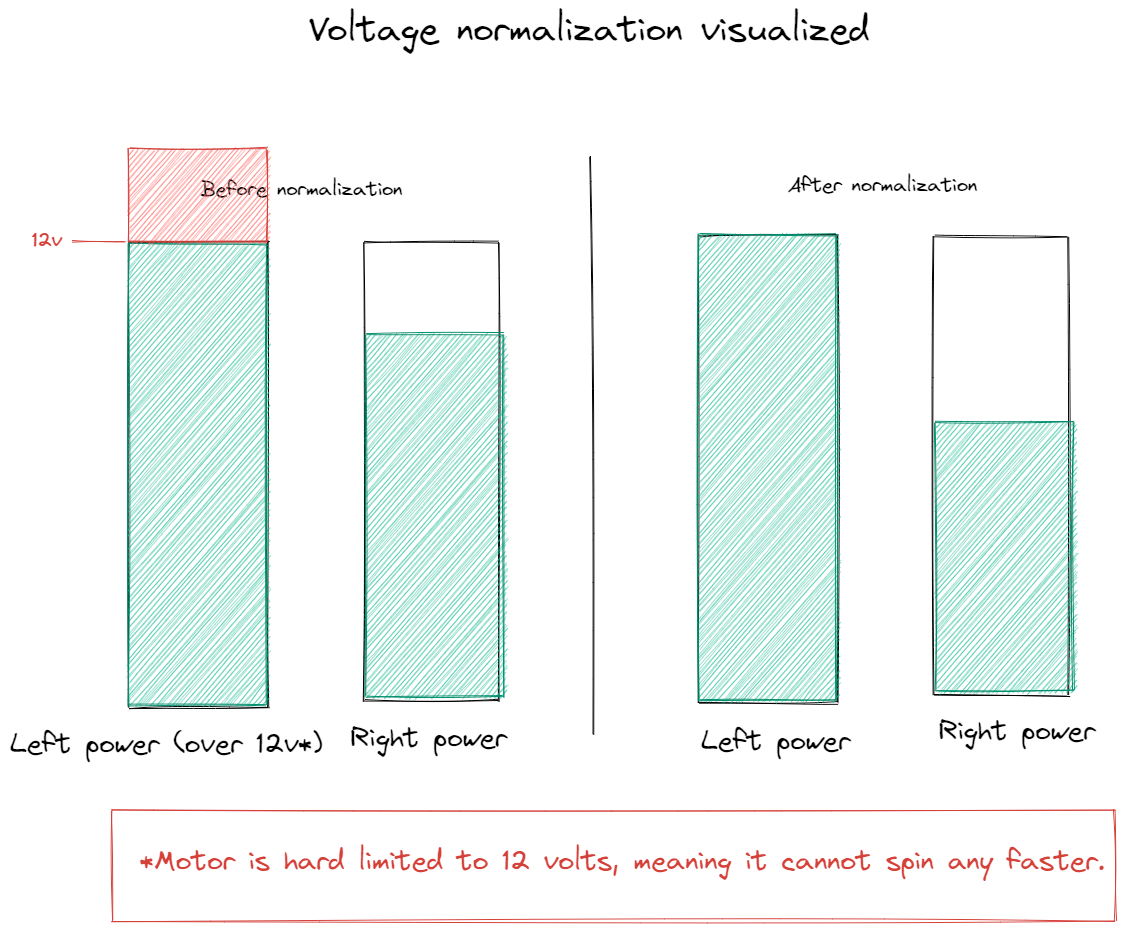 Voltage normalization visualized
Before normalization
After normalization
12v
Left power (over 12v*)
Right power
Left power
Right power
*Motor is hard limited to 12 volts, meaning it cannot spin any faster.